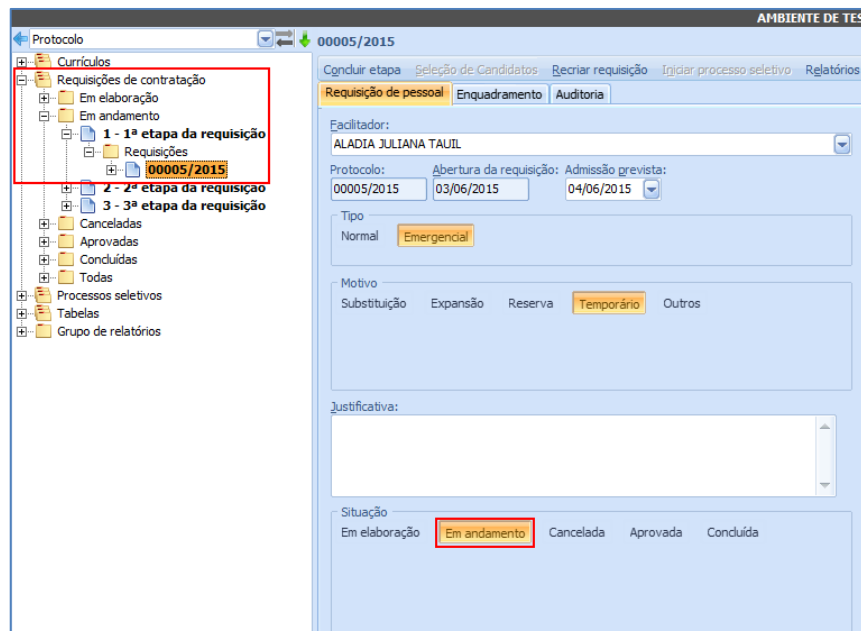 AMBIENTE DE TES
Protocolo
00005/2015
Currículos
Requisições de contratação
Em elaboração
Em andamento
1 - 1ª etapa da requisição
Requisições
00005/2015
2 - 2ª etapa da requisição
3 - 3ª etapa da requisição
Canceladas
Aprovadas
Concluídas
Todas
Processos seletivos
Tabelas
Grupo de relatórios
Concluir etapa Seleção de Candidatos Recriar requisição Iniciar processo seletivo Relatórios
Requisição de pessoal Enquadramento Auditoria
Facilitador:
ALADIA JULIANA TAUIL
Protocolo: Abertura da requisição: Admissão prevista:
00005/2015 03/06/2015 04/06/2015
Tipo
Normal Emergencial
Motivo
Substituição Expansão Reserva Temporário Outros
Justificativa:
Situação
Em elaboração Em andamento Cancelada Aprovada Concluída